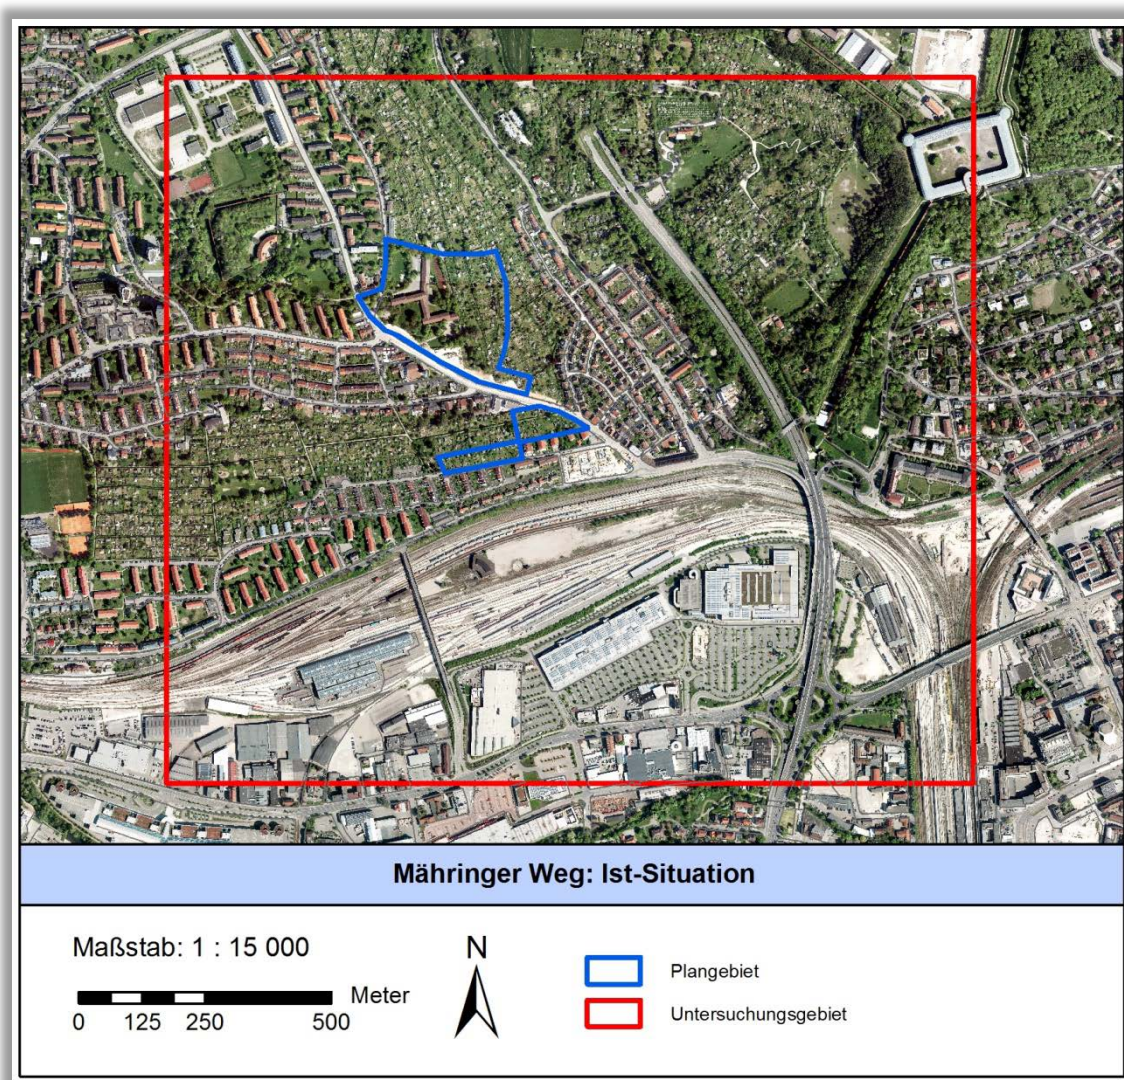 Mähringer Weg: Ist-Situation
Maßstab: 1 : 15 000
N
Meter
0 125 250 500
Plangebiet
Untersuchungsgebiet